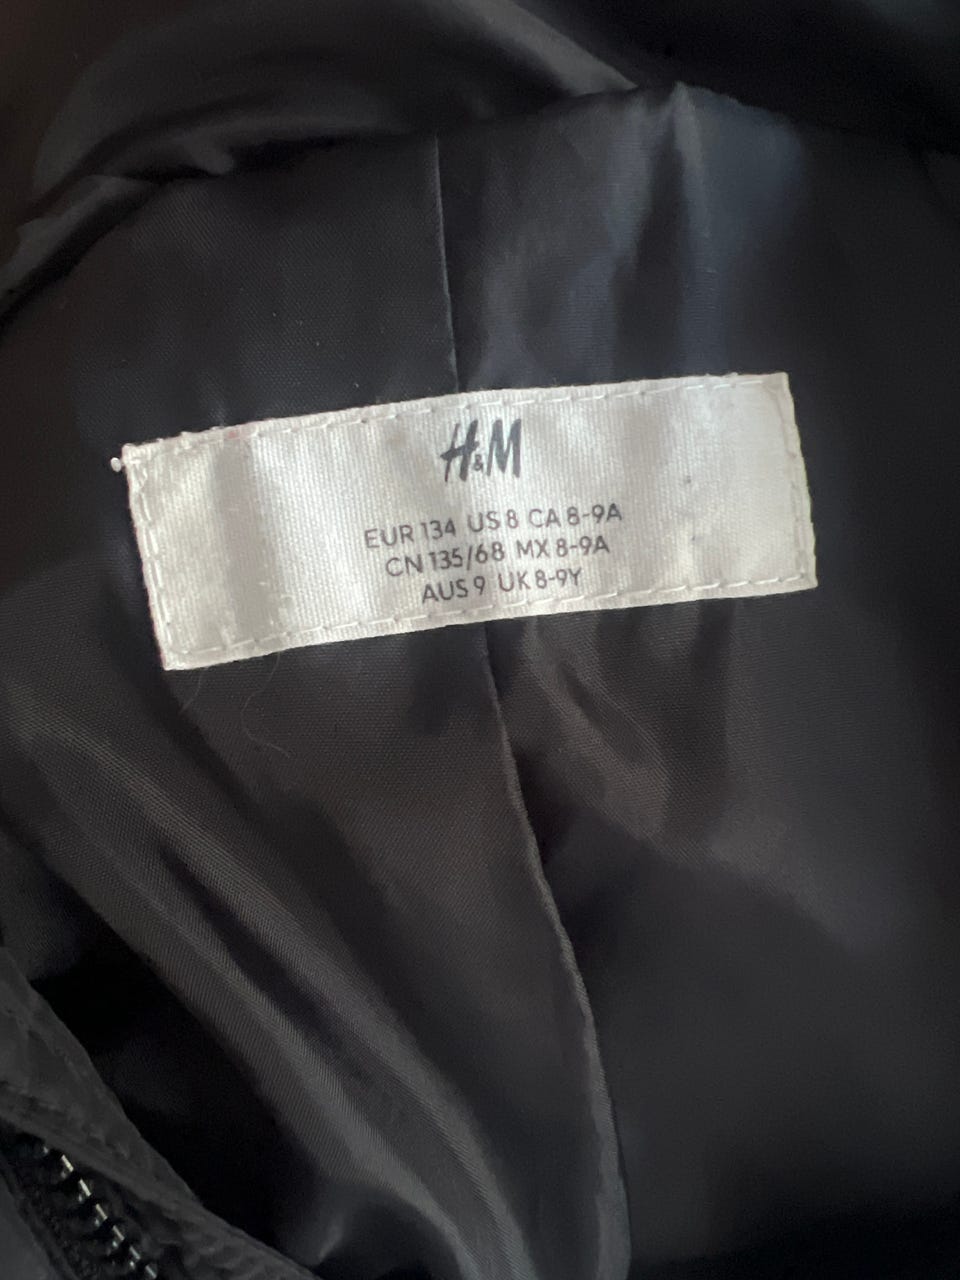 H&M
EUR 134 US 8 CA 8-9A
CN 135/68 MX 8-9A
AUS 9 UK 8-9Y